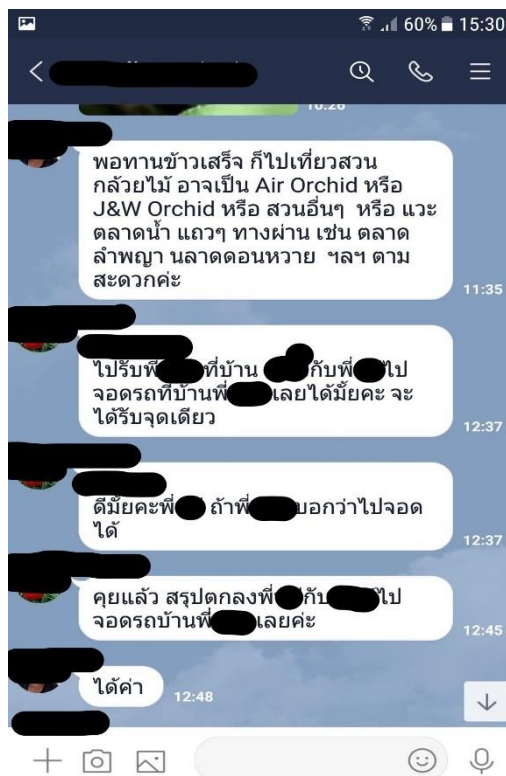 60% 15:30
10:26
พอทานข้าวเสร็จ ก็ไปเที่ยวสวน
กล้วยไม้ อาจเป็น Air Orchid หรือ
J&W Orchid หรือ สวนอื่นๆ หรือ แวะ
ตลาดน้ำ แถวๆ ทางผ่าน เช่น ตลาด
ลำพญา นลาดดอนหวาย ฯลฯ ตาม
สะดวกค่ะ
11:35
ไปรับพี่ ที่บ้าน กับพี่ ไป
จอดรถที่บ้านพี่ เลยได้มั้ยคะ จะ
ได้รับจุดเดียว
12:37
ดีมั้ยคะพี่ ถ้าพี่ บอกว่าไปจอด
ได้
12:37
คุยแล้ว สรุปตกลงพี่ กับ ไป
จอดรถบ้านพี่ เลยค่ะ
12:45
ได้ค่า
12:48